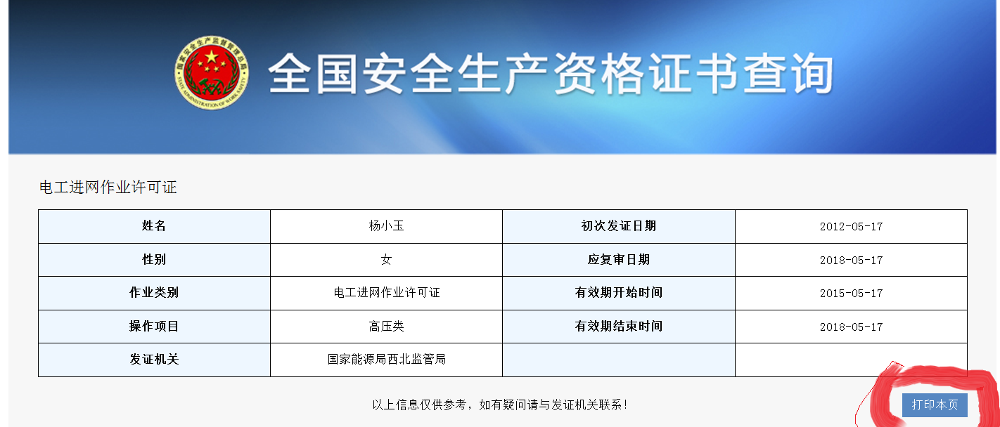 国家安全生产监督管理总局
STATE ADMINISTRATION OF WORK SAFETY
全国安全生产资格证书查询
电工进网作业许可证
姓名 杨小玉 初次发证日期 2012-05-17
性别 女 应复审日期 2018-05-17
作业类别 电工进网作业许可证 有效期开始时间 2015-05-17
操作项目 高压类 有效期结束时间 2018-05-17
发证机关 国家能源局西北监管局
以上信息仅供参考，如有疑问请与发证机关联系！
打印本页